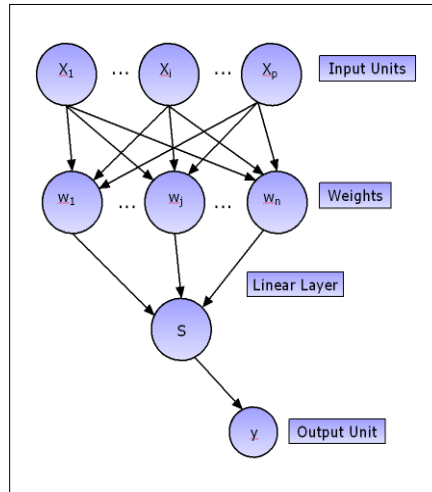 X1 ... Xi ... Xp Input Units
w1 ... wj ... wn Weights
Linear Layer
S
y Output Unit